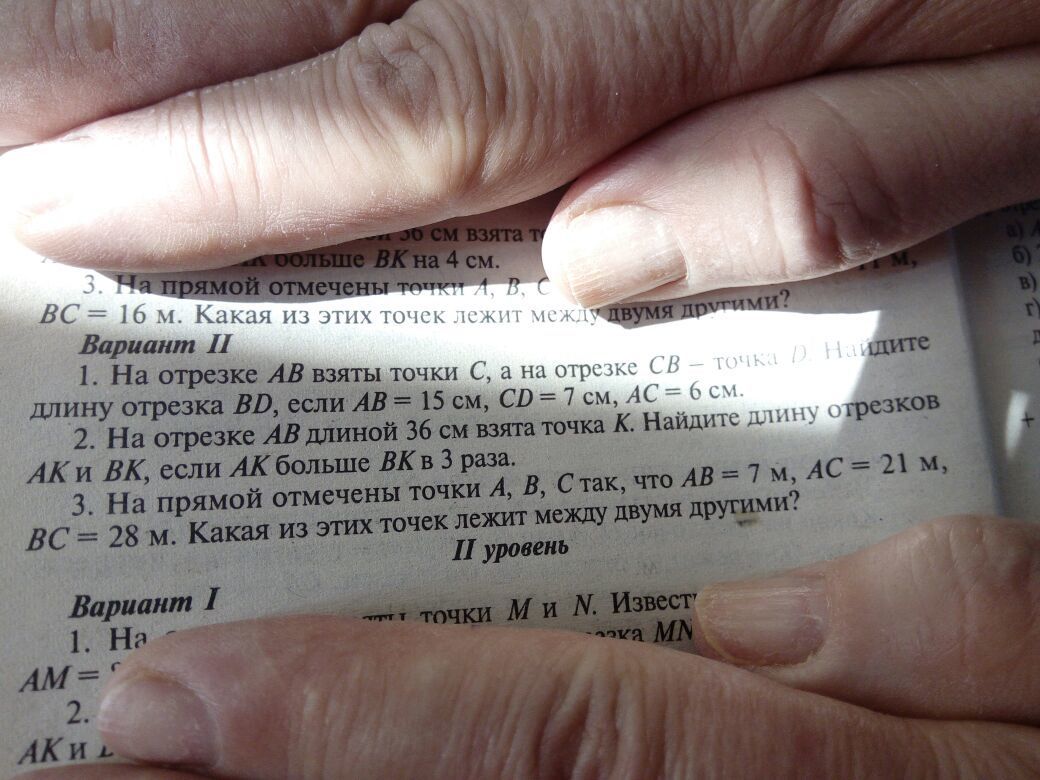 36 см взята
больше BK на 4 см.
3. На прямой отмечены точки A, B, C
BC = 16 м. Какая из этих точек лежит между двумя другими?
Вариант II
1. На отрезке AB взяты точки C, а на отрезке CB – точка D. Найдите
длину отрезка BD, если AB = 15 см, CD = 7 см, AC = 6 см.
2. На отрезке AB длиной 36 см взята точка K. Найдите длину отрезков
AK и BK, если AK больше BK в 3 раза.
3. На прямой отмечены точки A, B, C так, что AB = 7 м, AC = 21 м,
BC = 28 м. Какая из этих точек лежит между двумя другими?
II уровень
Вариант I
1. На точки M и N.
MN
AM =
2.
AK и
а)
б)
в)
г)
+